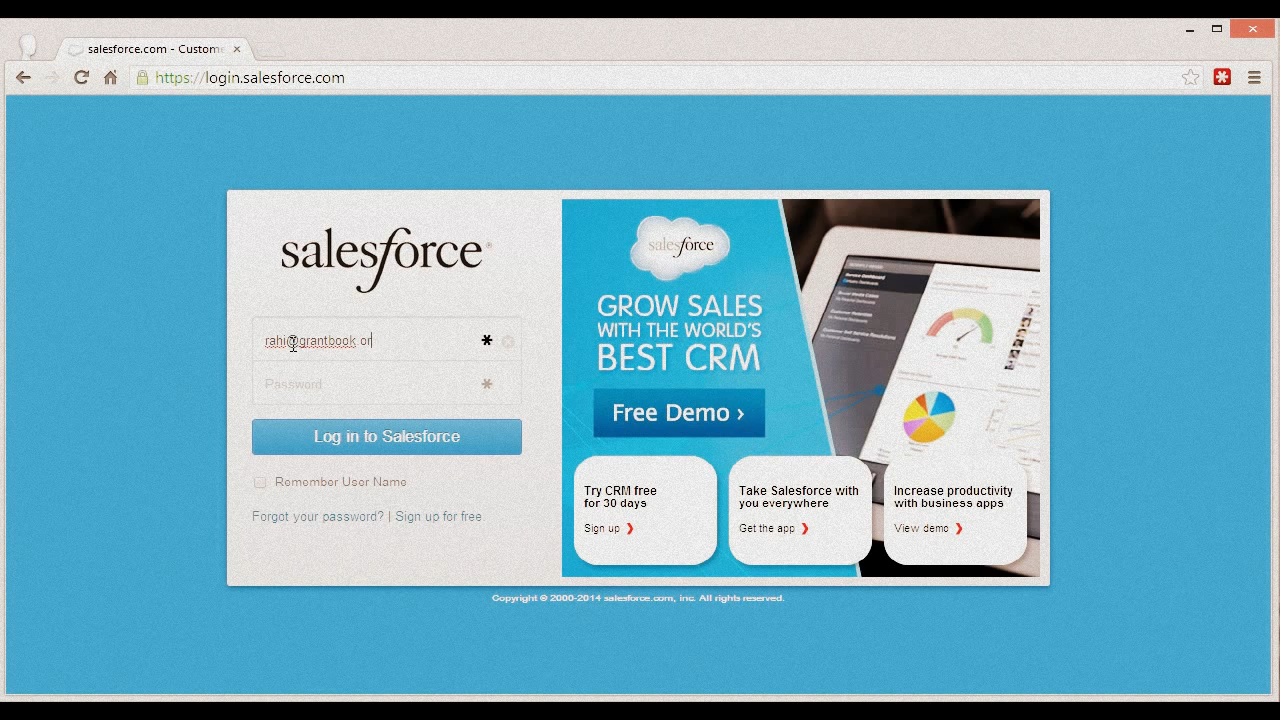 salesforce.com - Custome
https://login.salesforce.com
salesforce®
rahi@grantbook or
Password
Log in to Salesforce
Remember User Name
Forgot your password? | Sign up for free.
salesforce
GROW SALES
WITH THE WORLD'S
BEST CRM
Free Demo ›
Service Dashboard
Try CRM free
for 30 days
Sign up ❯
Take Salesforce with
you everywhere
Get the app ❯
Increase productivity
with business apps
View demo ❯
Copyright © 2000-2014 salesforce.com, inc. All rights reserved.